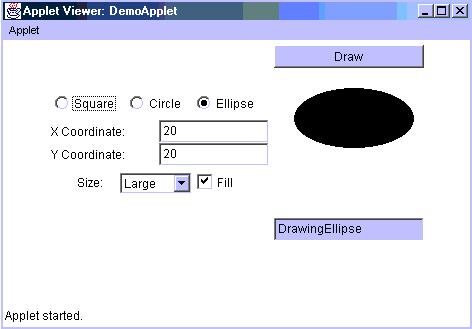 Applet Viewer: DemoApplet
Applet
Draw
Square Circle Ellipse
X Coordinate: 20
Y Coordinate: 20
Size: Large Fill
DrawingEllipse
Applet started.